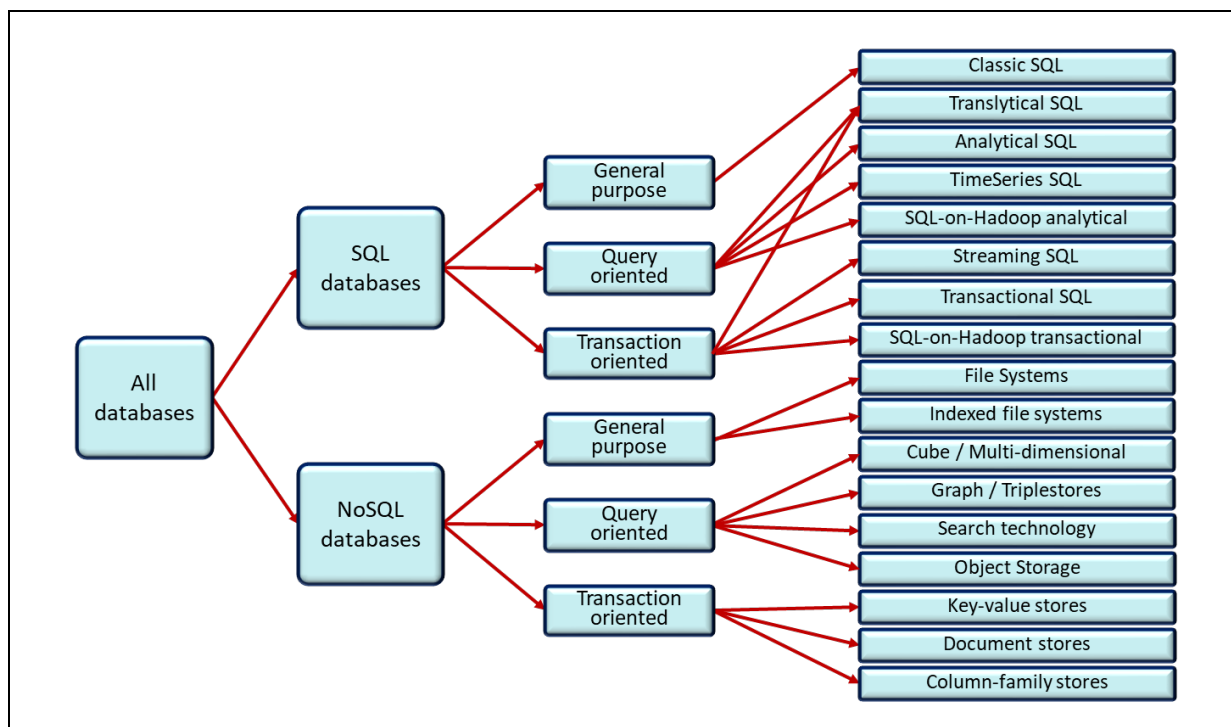 All
databases
SQL
databases
NoSQL
databases
General
purpose
Query
oriented
Transaction
oriented
General
purpose
Query
oriented
Transaction
oriented
Classic SQL
Translytical SQL
Analytical SQL
TimeSeries SQL
SQL-on-Hadoop analytical
Streaming SQL
Transactional SQL
SQL-on-Hadoop transactional
File Systems
Indexed file systems
Cube / Multi-dimensional
Graph / Triplestores
Search technology
Object Storage
Key-value stores
Document stores
Column-family stores